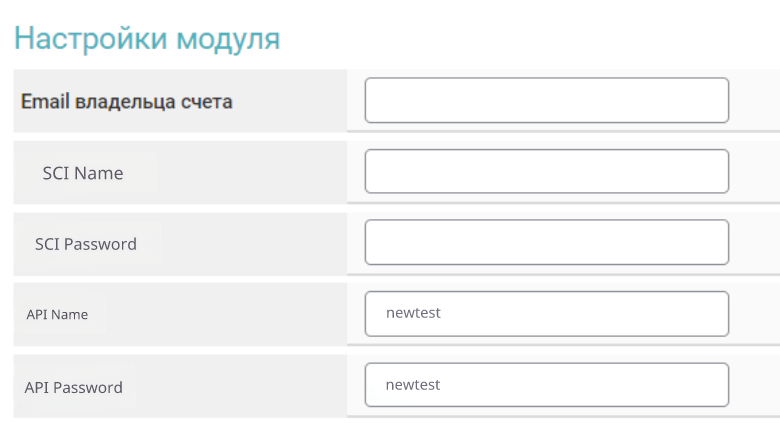 Настройки модуля
Email владельца счета
SCI Name
SCI Password
API Name
newtest
API Password
newtest